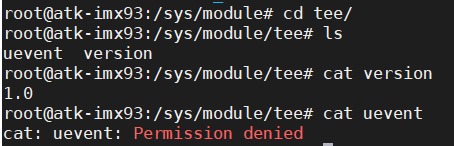 root@atk-imx93:/sys/module# cd tee/
root@atk-imx93:/sys/module/tee# ls
uevent  version
root@atk-imx93:/sys/module/tee# cat version
1.0
root@atk-imx93:/sys/module/tee# cat uevent
cat: uevent: Permission denied